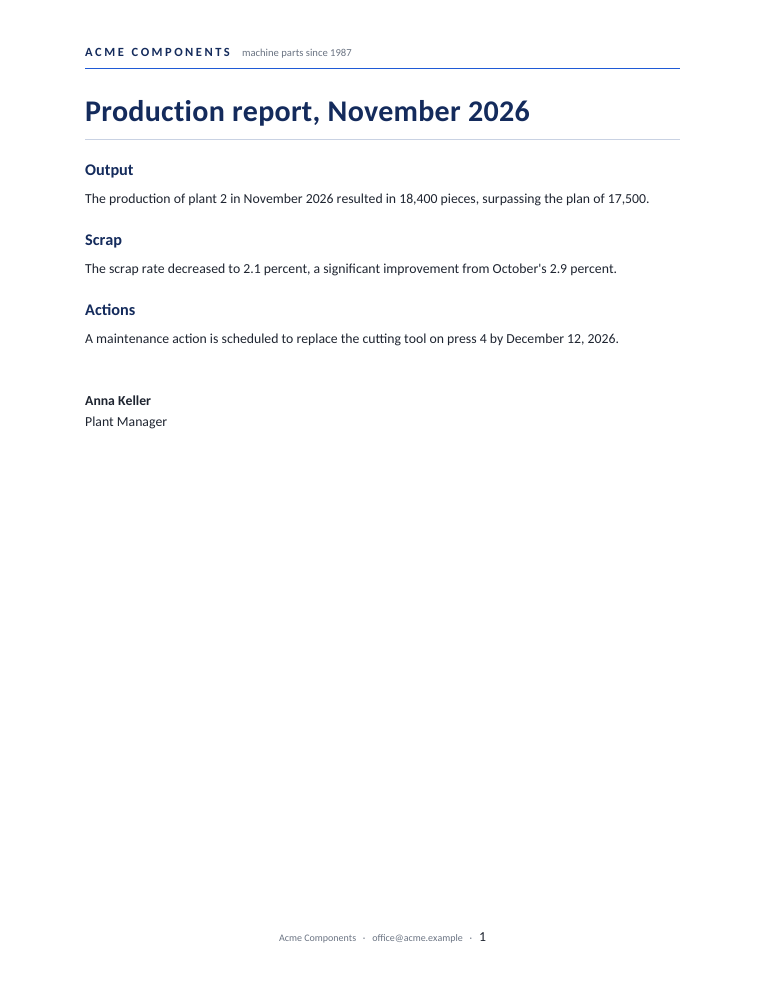 ACME COMPONENTS machine parts since 1987
Production report, November 2026
Output
The production of plant 2 in November 2026 resulted in 18,400 pieces, surpassing the plan of 17,500.
Scrap
The scrap rate decreased to 2.1 percent, a significant improvement from October's 2.9 percent.
Actions
A maintenance action is scheduled to replace the cutting tool on press 4 by December 12, 2026.
Anna Keller
Plant Manager
Acme Components · office@acme.example · 1